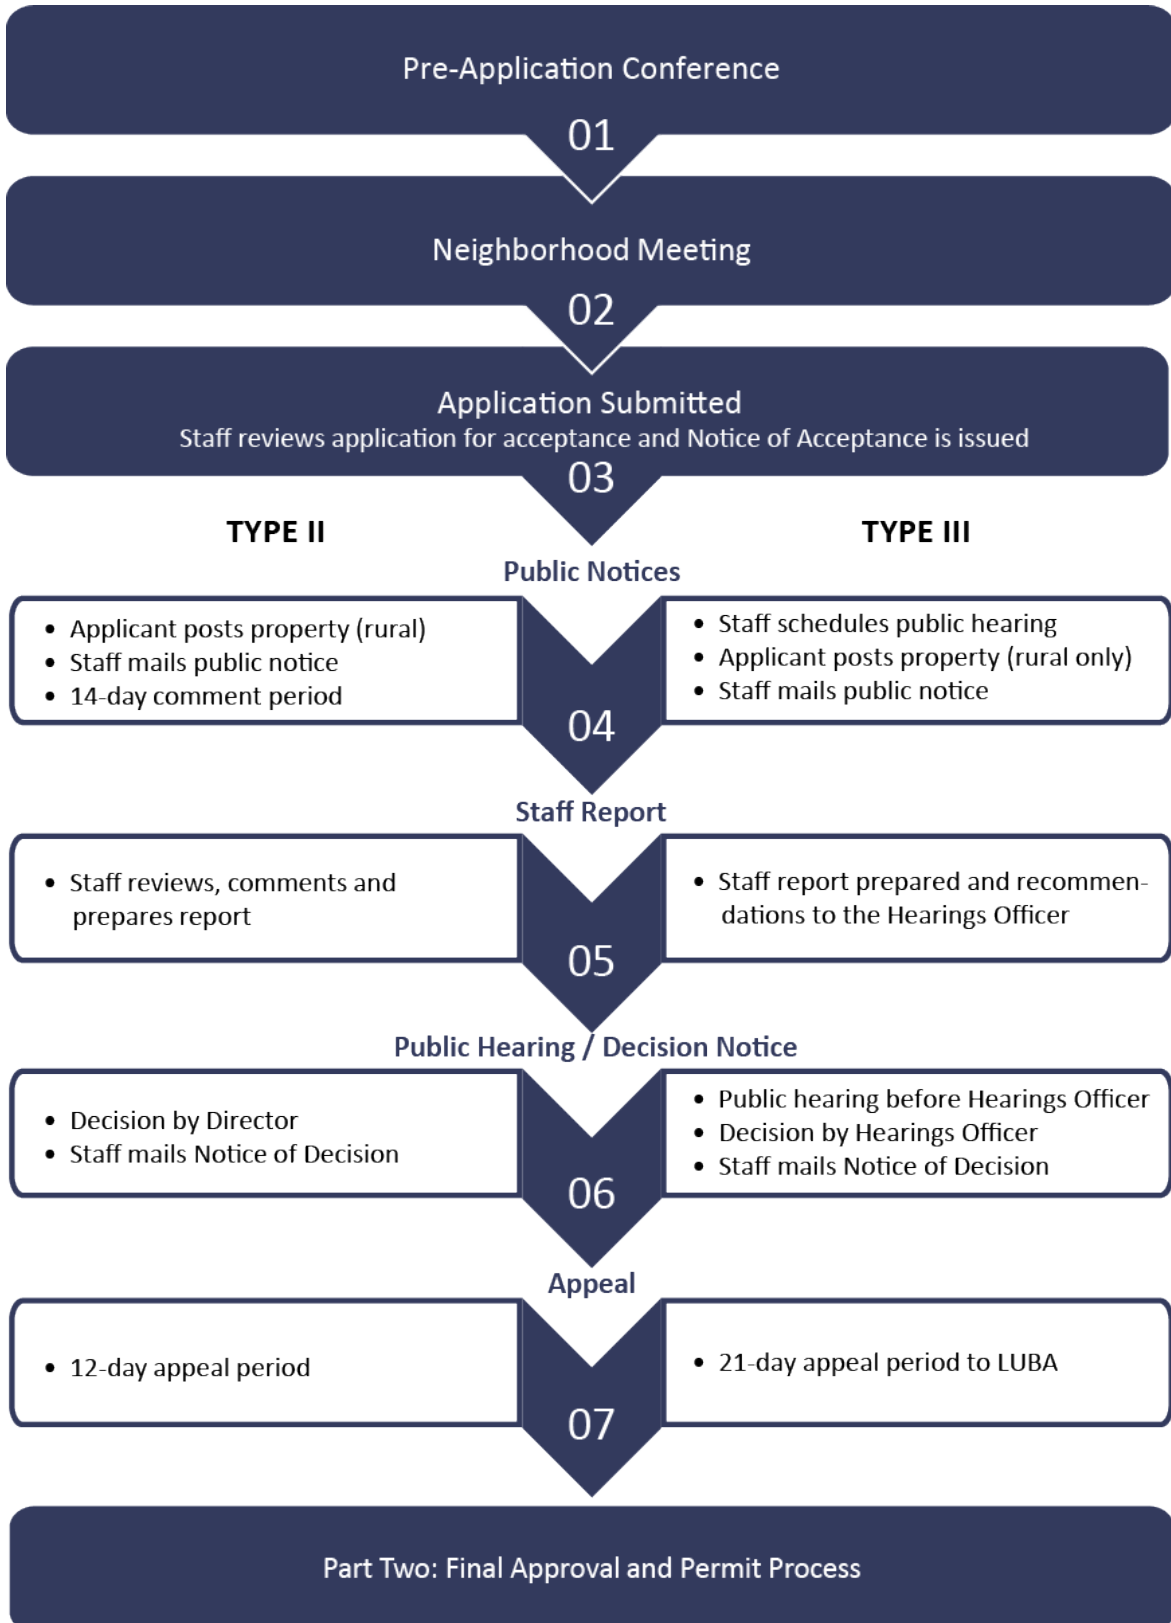 Pre-Application Conference
01
Neighborhood Meeting
02
Application Submitted
Staff reviews application for acceptance and Notice of Acceptance is issued
03
TYPE II
TYPE III
Public Notices
• Applicant posts property (rural)
• Staff mails public notice
• 14-day comment period
04
• Staff schedules public hearing
• Applicant posts property (rural only)
• Staff mails public notice
Staff Report
• Staff reviews, comments and
prepares report
05
• Staff report prepared and recommen-
dations to the Hearings Officer
Public Hearing / Decision Notice
• Decision by Director
• Staff mails Notice of Decision
06
• Public hearing before Hearings Officer
• Decision by Hearings Officer
• Staff mails Notice of Decision
Appeal
• 12-day appeal period
07
• 21-day appeal period to LUBA
Part Two: Final Approval and Permit Process